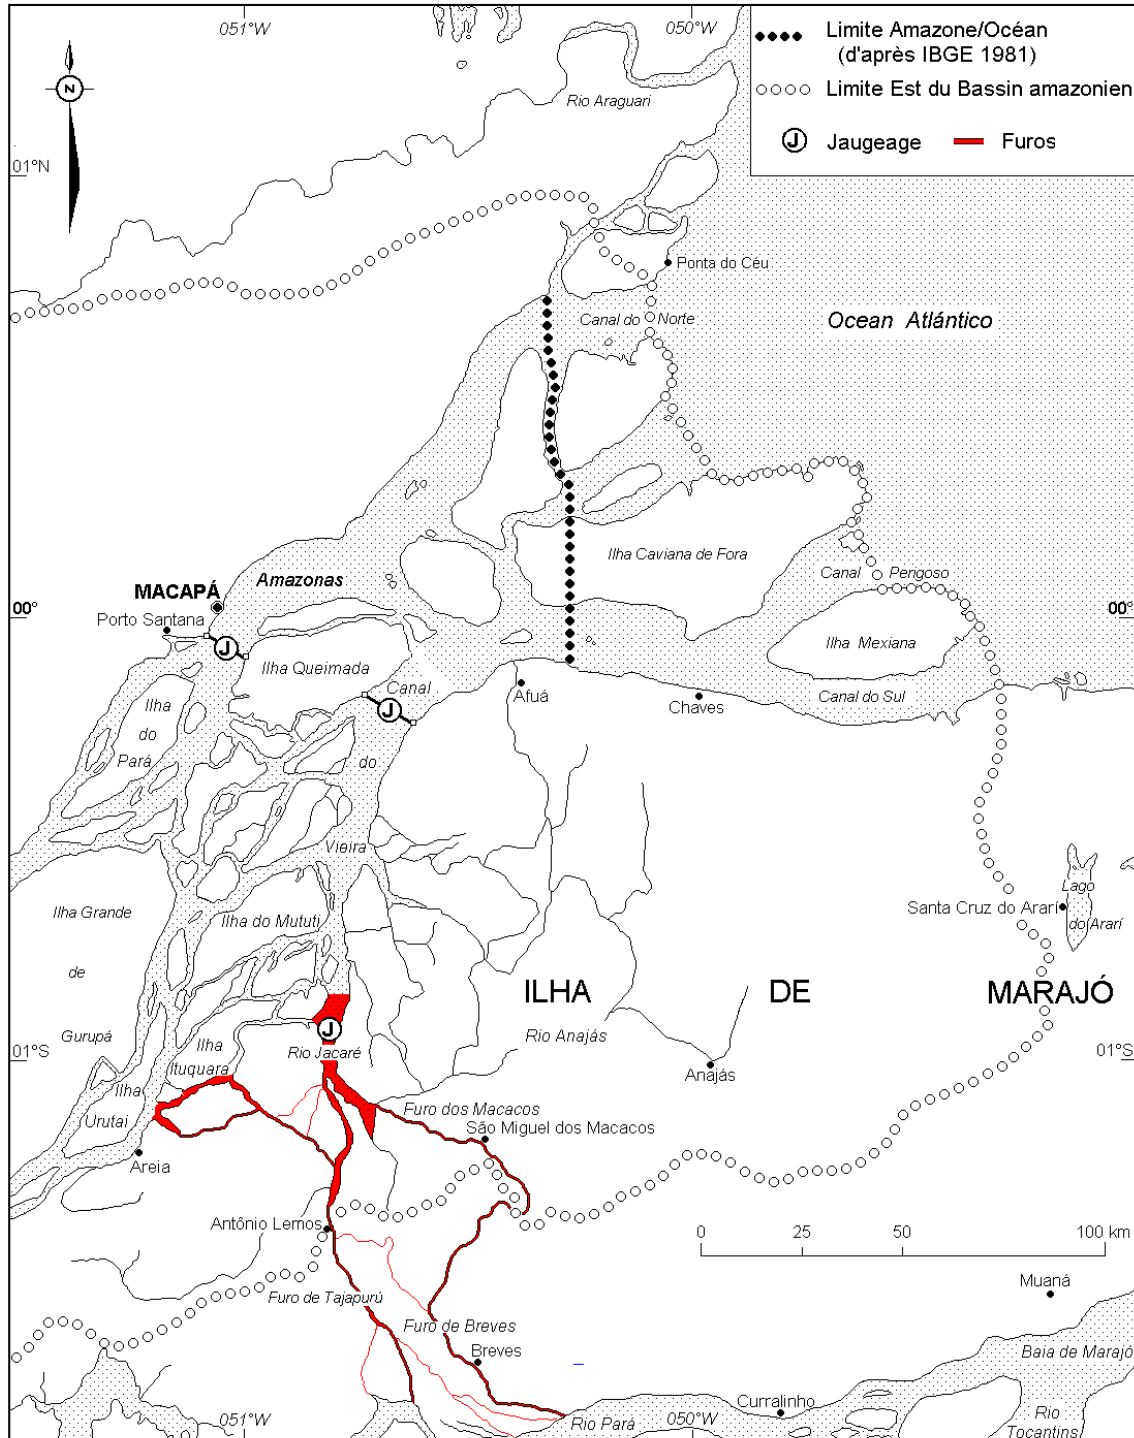 051°W
050°W
Limite Amazone/Océan
(d'après IBGE 1981)
Limite Est du Bassin amazonien
J Jaugeage Furos
N
Rio Araguari
01°N
Ponta do Céu
Canal do Norte
Ocean Atlántico
Ilha Caviana de Fora
Amazonas
MACAPÁ
Canal Perigoso
00°
00°
Porto Santana
J
Ilha Queimada
Ilha Mexiana
Canal
Afuá
Chaves
Canal do Sul
J
Ilha
do
Pará
do
Vieira
Lago
do Ararí
Santa Cruz do Ararí
Ilha Grande
de
Gurupá
Ilha do Mututi
ILHA DE MARAJÓ
J
Rio Anajás
Rio Jacaré
Ilha
Ituquara
01°S
01°S
Anajás
Ilha
Urutai
Furo dos Macacos
São Miguel dos Macacos
Areia
Antônio Lemos
0 25 50 100 km
Muaná
Furo de Tajapurú
Furo de Breves
Breves
Baia de Marajó
Curralinho
051°W
Rio Pará
050°W
Rio
Tocantins